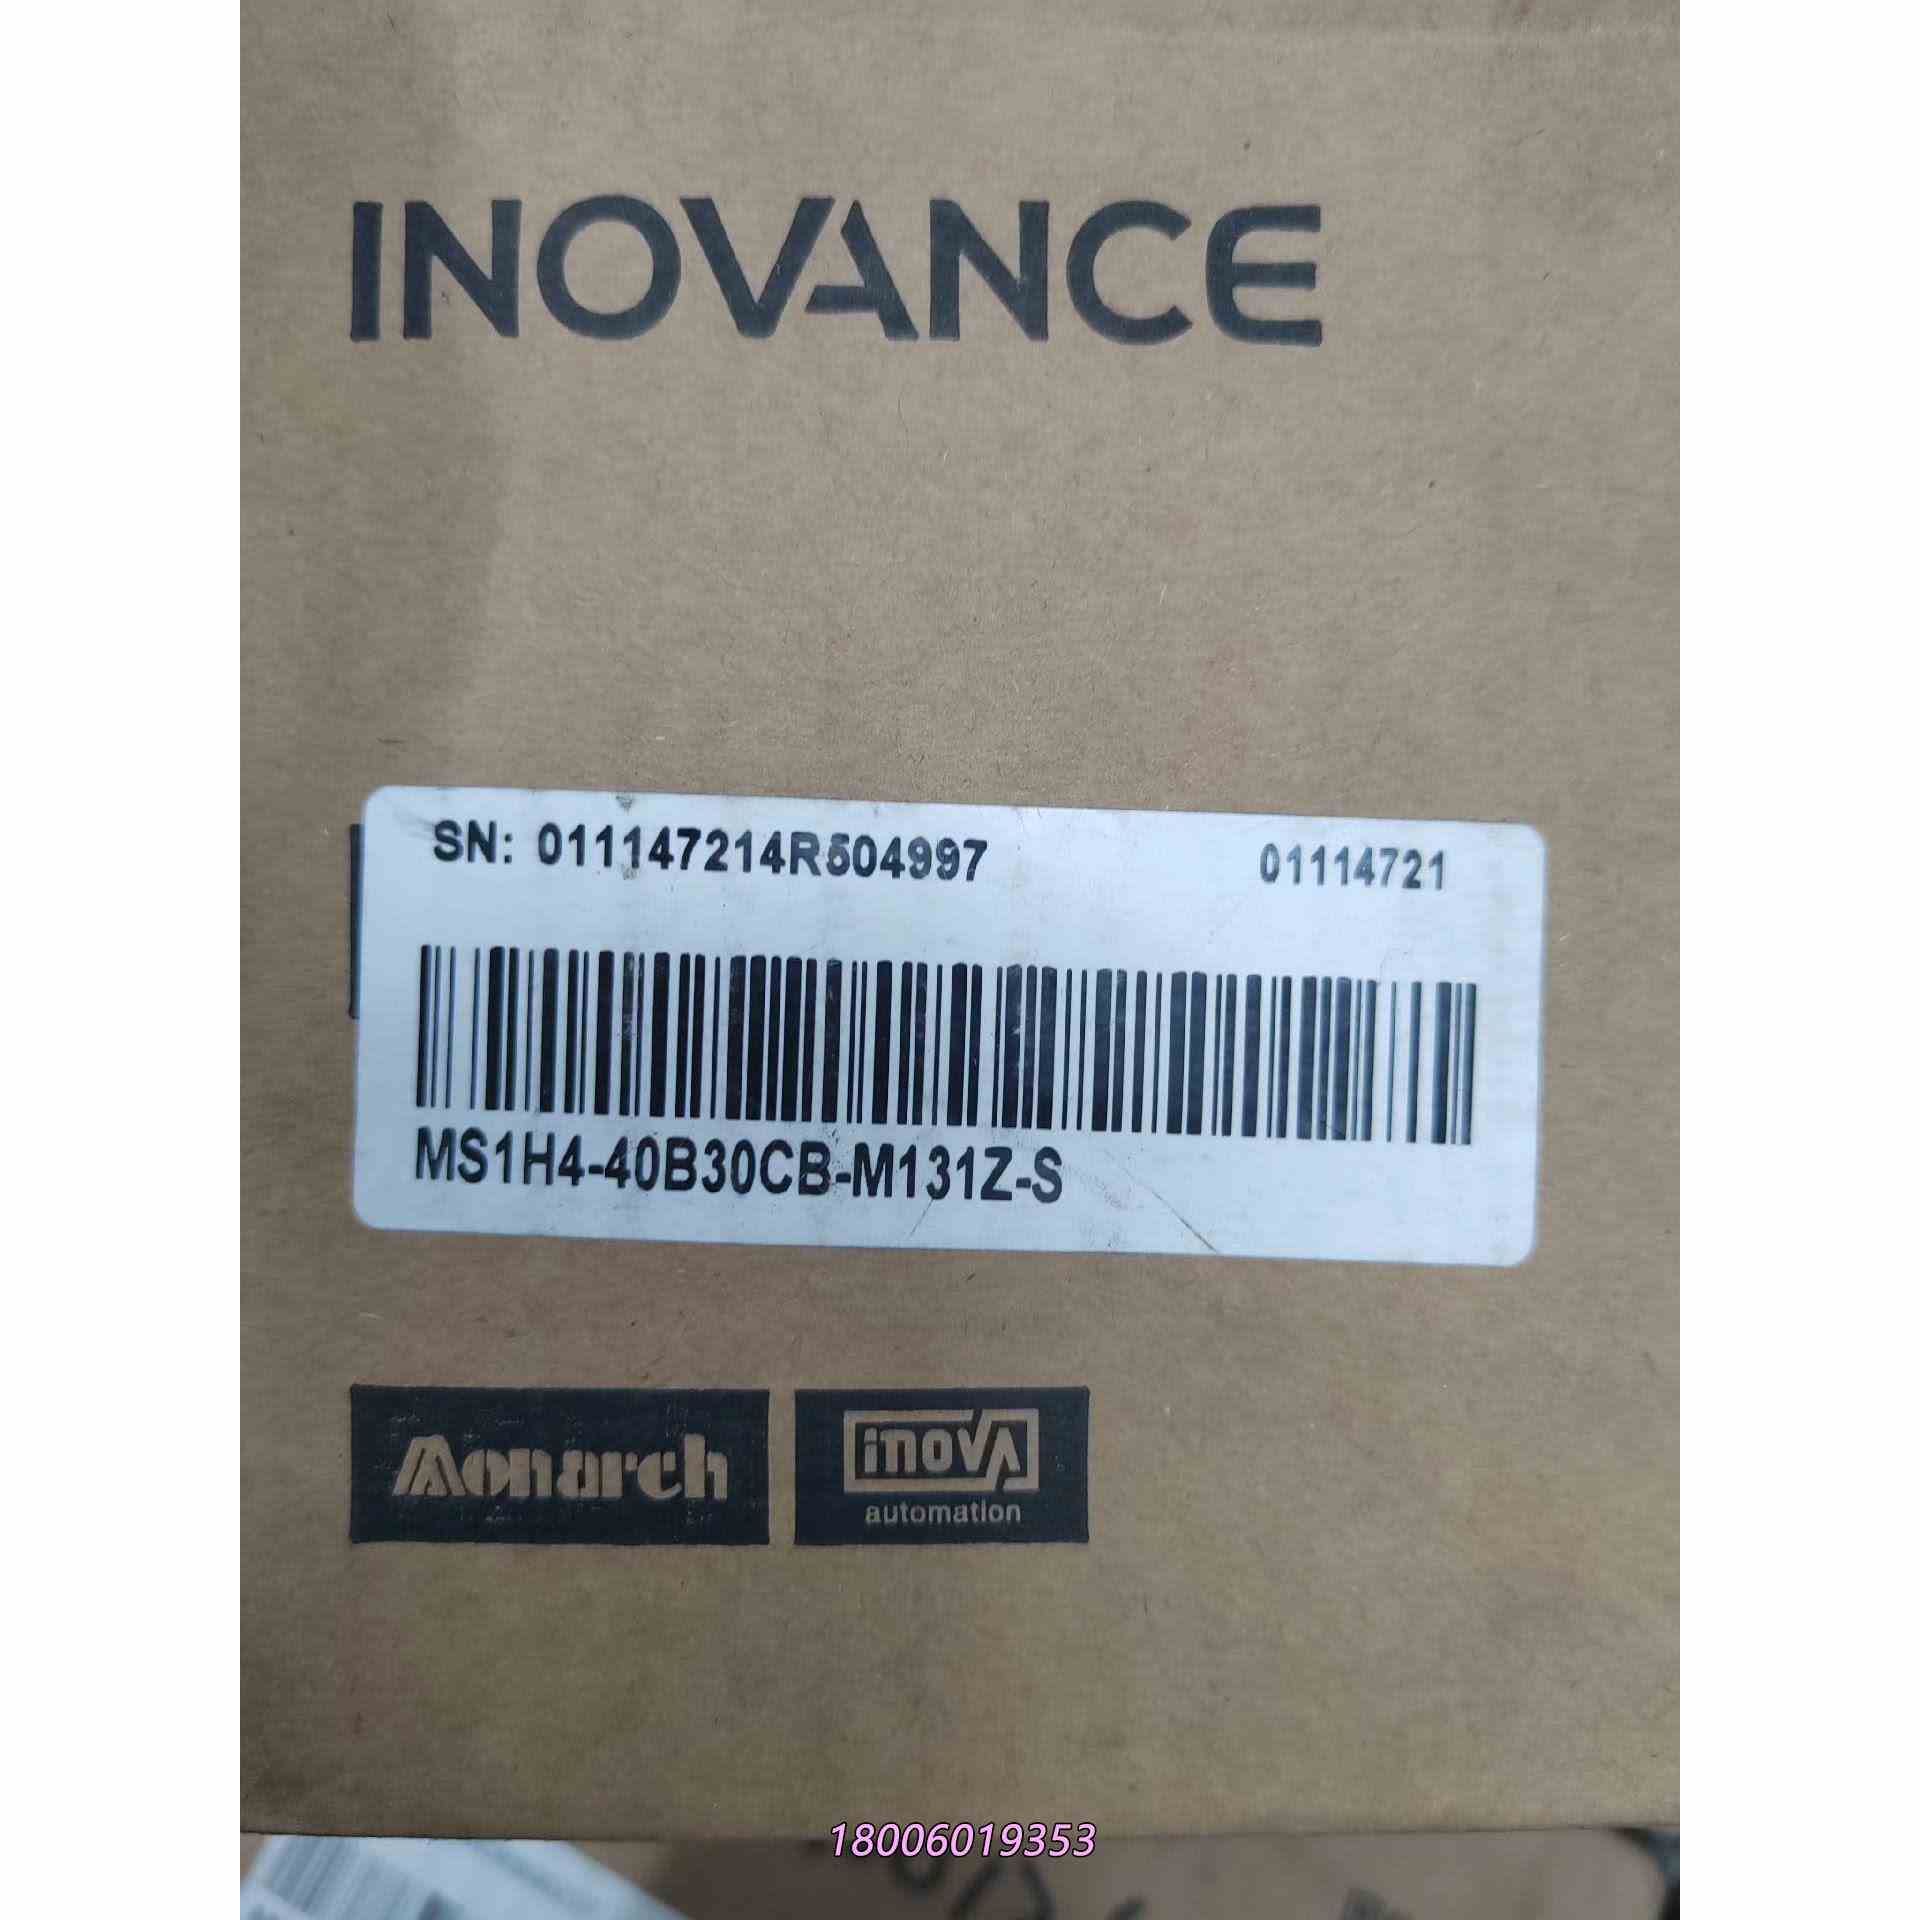 INOVANCE
SN: 011147214R504997 01114721
MS1H4-40B30CB-M131Z-S
Monarch
inovA
automation
18006019353